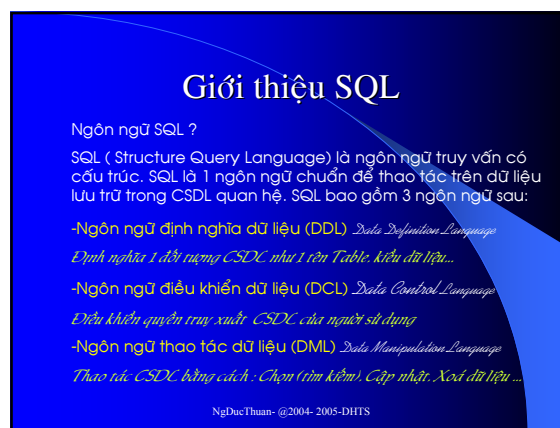 Giới thiệu SQL
Ngôn ngữ SQL ?
SQL ( Structure Query Language) là ngôn ngữ truy vấn có
cấu trúc. SQL là 1 ngôn ngữ chuẩn để thao tác trên dữ liệu
lưu trữ trong CSDL quan hệ. SQL bao gồm 3 ngôn ngữ sau:
-Ngôn ngữ định nghĩa dữ liệu (DDL) Data Definition Language
Định nghĩa 1 đối tượng CSDL như 1 tên Table, kiểu dữ liệu...
-Ngôn ngữ điều khiển dữ liệu (DCL) Data Control Language
Điều khiển quyền truy xuất CSDL của người sử dụng
-Ngôn ngữ thao tác dữ liệu (DML) Data Manipulation Language
Thao tác CSDL bằng cách : Chọn (tìm kiếm), Cập nhật, Xoá dữ liệu ...
NgDucThuan- @2004- 2005-DHTS